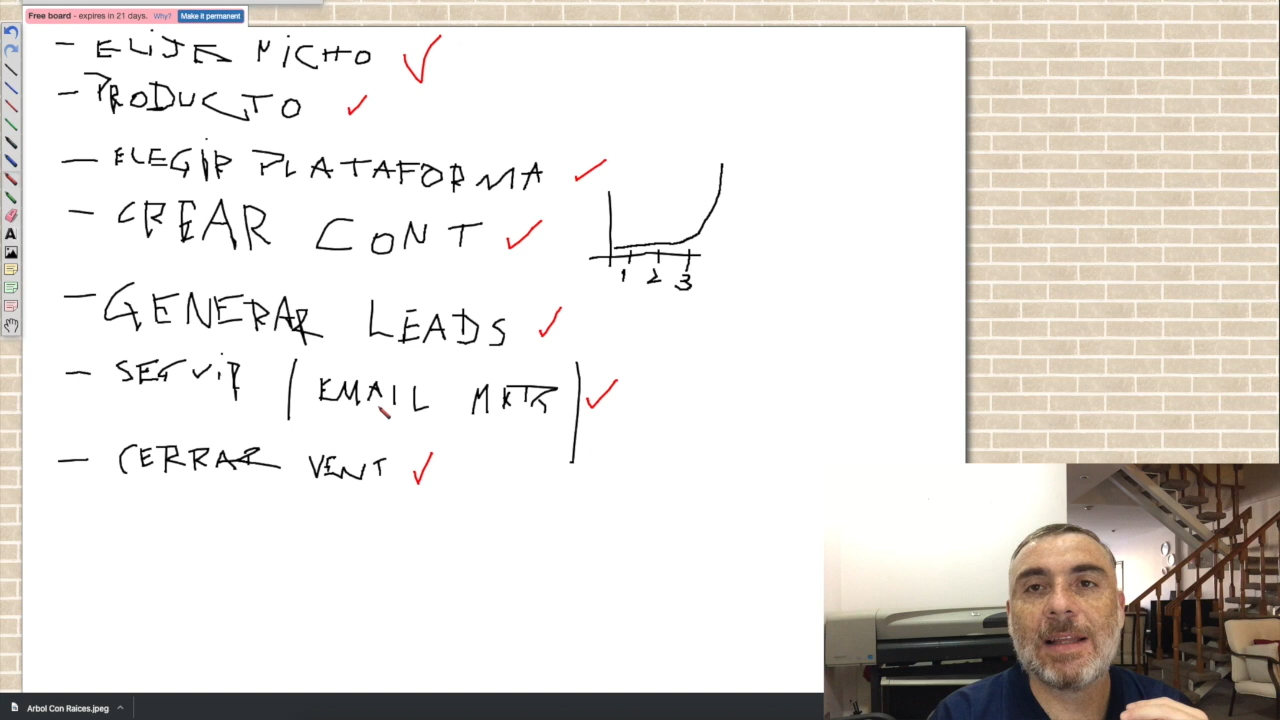 Free board - expires in 21 days. Why? Make it permanent
- ELIJE NICHO
- PRODUCTO
- ELEGIR PLATAFORMA
- CREAR CONT
1 2 3
- GENERAR LEADS
- SEGUIR | EMAIL MKTG |
- CERRAR VENT
A
Arbol Con Raices.jpeg